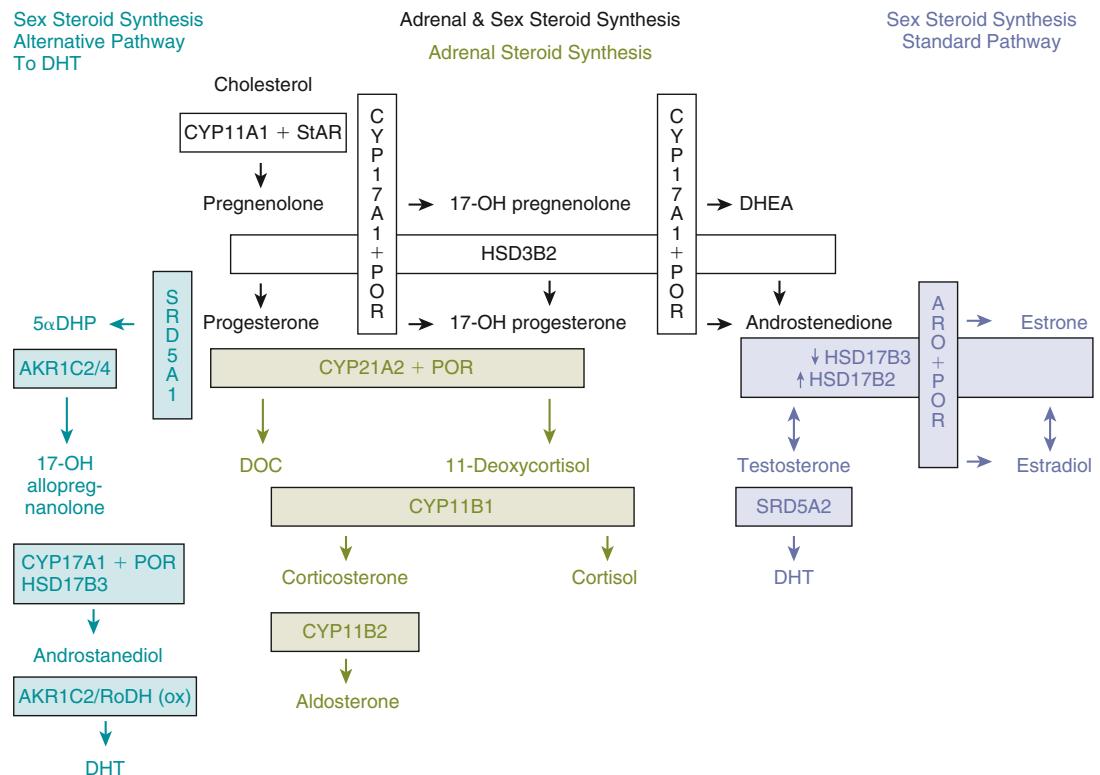 Sex Steroid Synthesis
Alternative Pathway
To DHT
Adrenal & Sex Steroid Synthesis
Adrenal Steroid Synthesis
Sex Steroid Synthesis
Standard Pathway
Cholesterol
CYP11A1 + StAR
CYP17A1+POR
CYP17A1+POR
Pregnenolone
17-OH pregnenolone
DHEA
HSD3B2
SRD5A1
5αDHP
Progesterone
17-OH progesterone
Androstenedione
ARO+POR
Estrone
AKR1C2/4
CYP21A2 + POR
↓ HSD17B3
↑ HSD17B2
17-OH
allopreg-
nanolone
DOC
11-Deoxycortisol
Testosterone
Estradiol
CYP11B1
SRD5A2
CYP17A1 + POR
HSD17B3
Corticosterone
Cortisol
DHT
CYP11B2
Androstanediol
AKR1C2/RoDH (ox)
Aldosterone
DHT